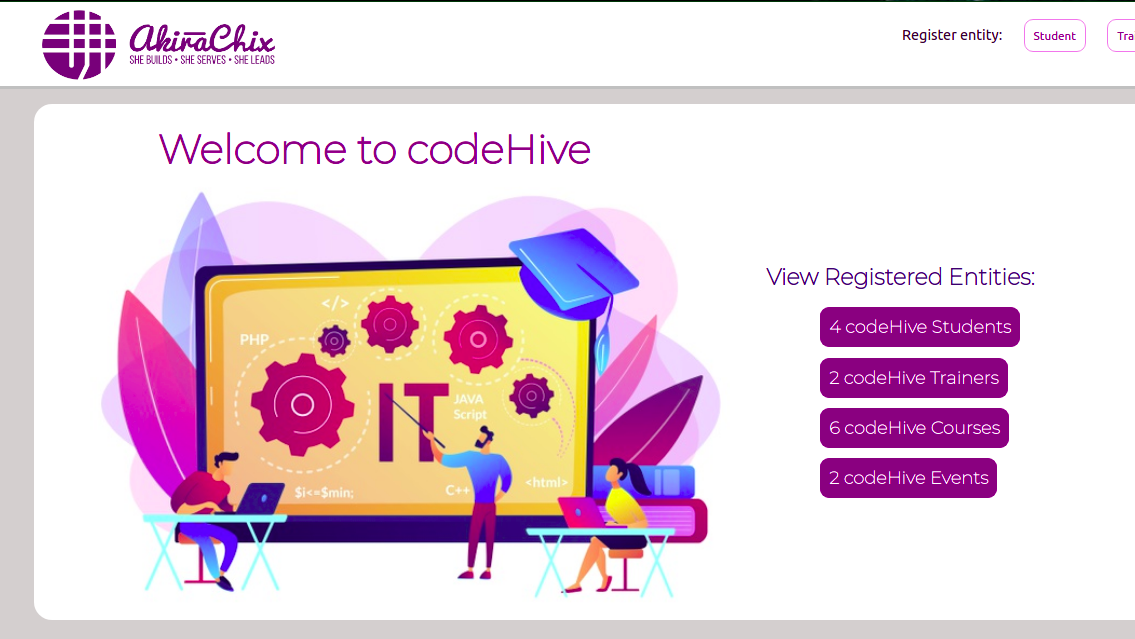 AkiraChix
SHE BUILDS • SHE SERVES • SHE LEADS
Register entity:
Student
Tra
Welcome to codeHive
</>
PHP
IT
JAVA
Script
$i<=$min;
C++
<html>
View Registered Entities:
4 codeHive Students
2 codeHive Trainers
6 codeHive Courses
2 codeHive Events